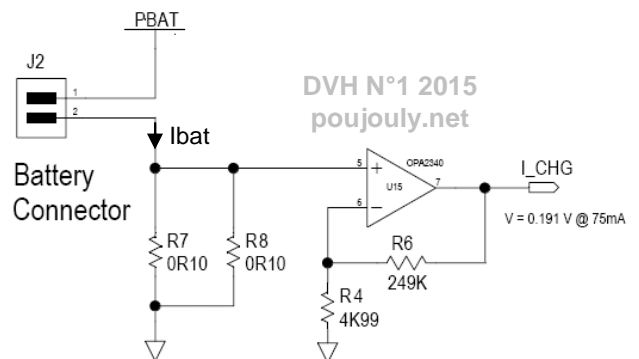 PBAT
J2
1
2
DVH N°1 2015
poujouly.net
Ibat
Battery
Connector
5
+
OPA2340
U15
7
I_CHG
6
−
V = 0.191 V @ 75mA
R7
0R10
R8
0R10
R6
249K
R4
4K99